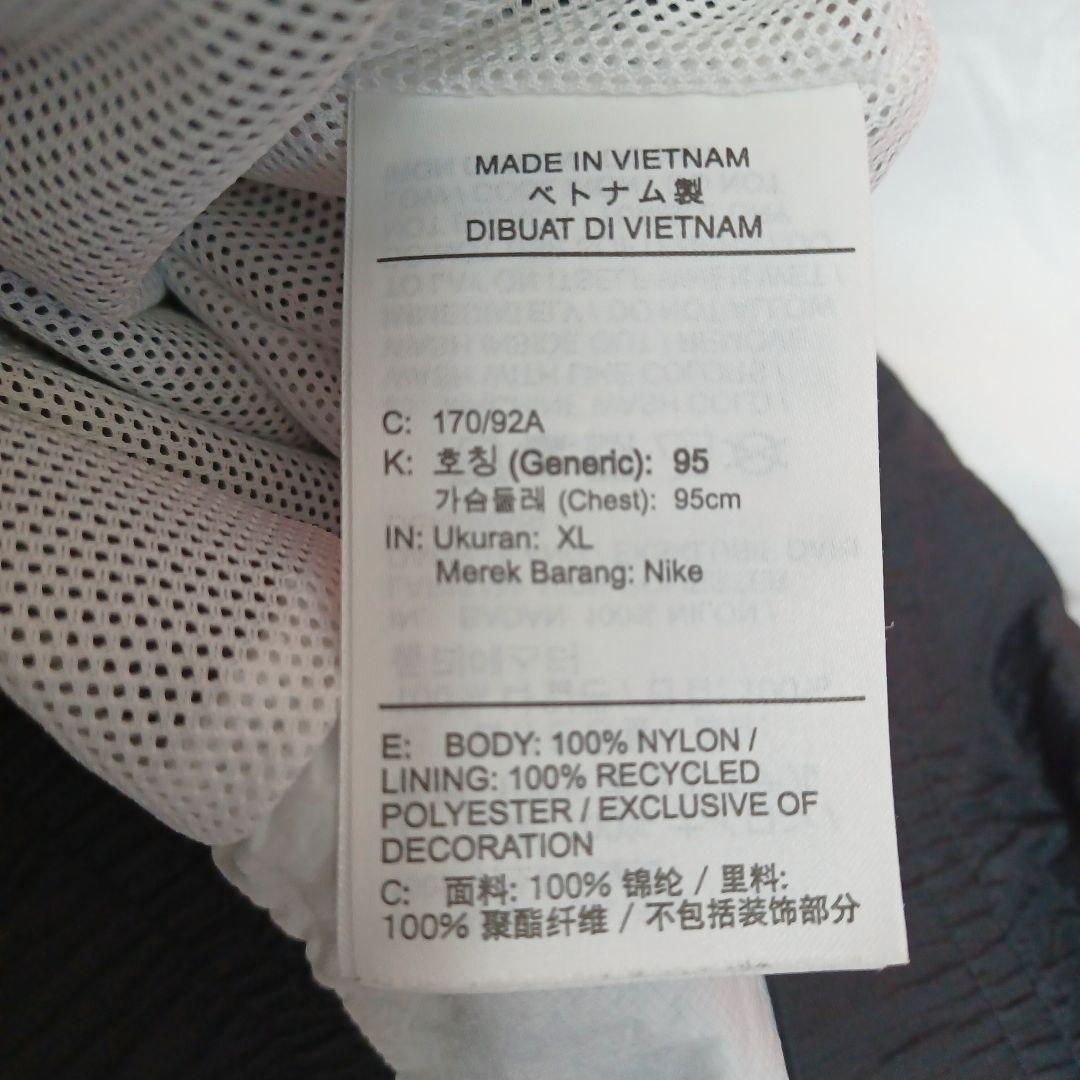 MADE IN VIETNAM
ベトナム製
DIBUAT DI VIETNAM
C: 170/92A
K: 호칭 (Generic): 95
가슴둘레 (Chest): 95cm
IN: Ukuran: XL
Merek Barang: Nike
E: BODY: 100% NYLON /
LINING: 100% RECYCLED
POLYESTER / EXCLUSIVE OF
DECORATION
C: 面料: 100% 锦纶 / 里料:
100% 聚酯纤维 / 不包括装饰部分